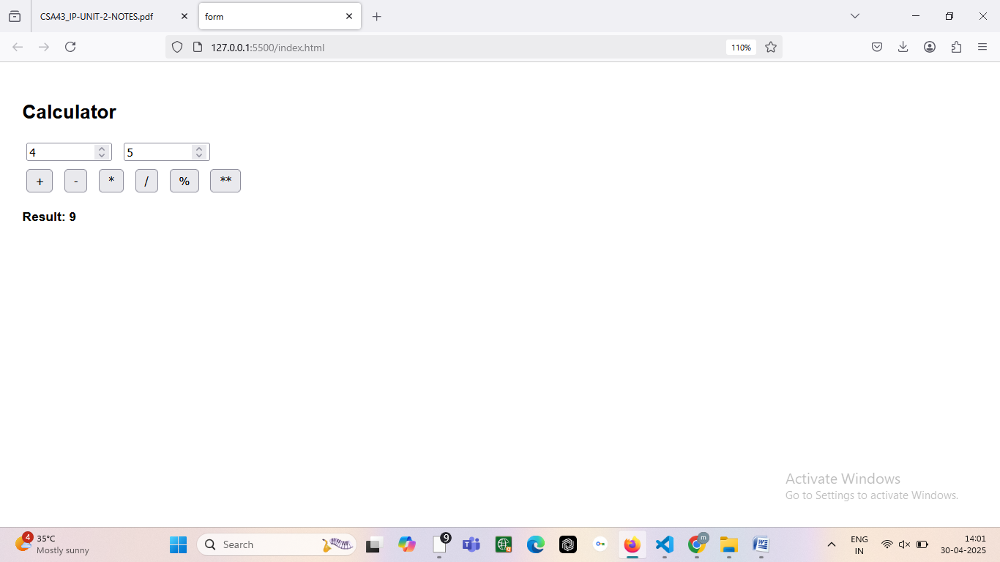 CSA43_IP-UNIT-2-NOTES.pdf
form
127.0.0.1:5500/index.html
110%
Calculator
4 5
+ - * / % **
Result: 9
Activate Windows
Go to Settings to activate Windows.
4
35°C
Mostly sunny
Search
9
m
ENG
IN
14:01
30-04-2025